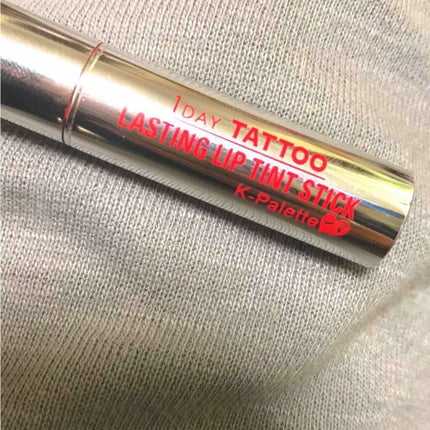 1DAY TATTOO
LASTING LIP TINT STICK
K-Palette